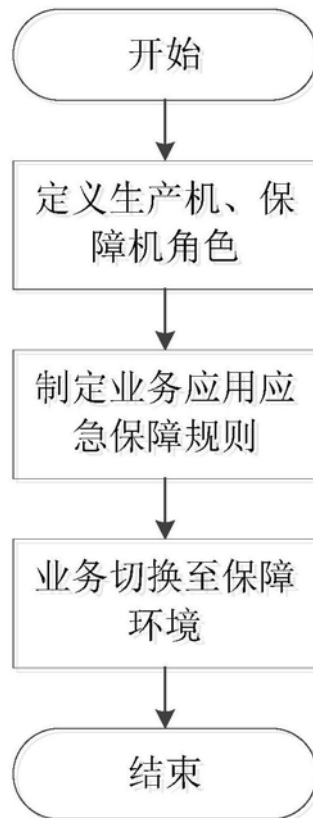 开始
定义生产机、保
障机角色
制定业务应用应
急保障规则
业务切换至保障
环境
结束